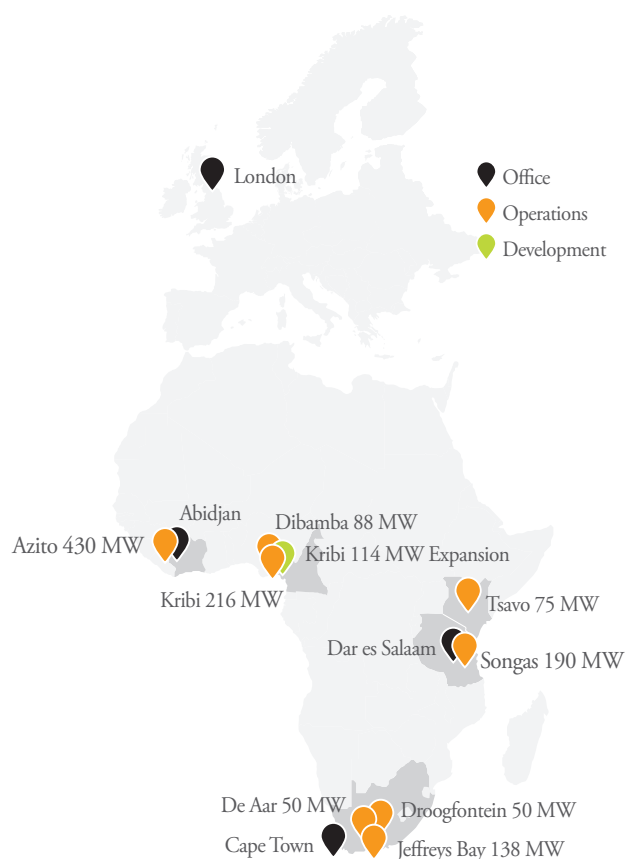 London
Office
Operations
Development
Abidjan
Azito 430 MW
Dibamba 88 MW
Kribi 114 MW Expansion
Kribi 216 MW
Tsavo 75 MW
Dar es Salaam
Songas 190 MW
De Aar 50 MW
Droogfontein 50 MW
Cape Town
Jeffreys Bay 138 MW